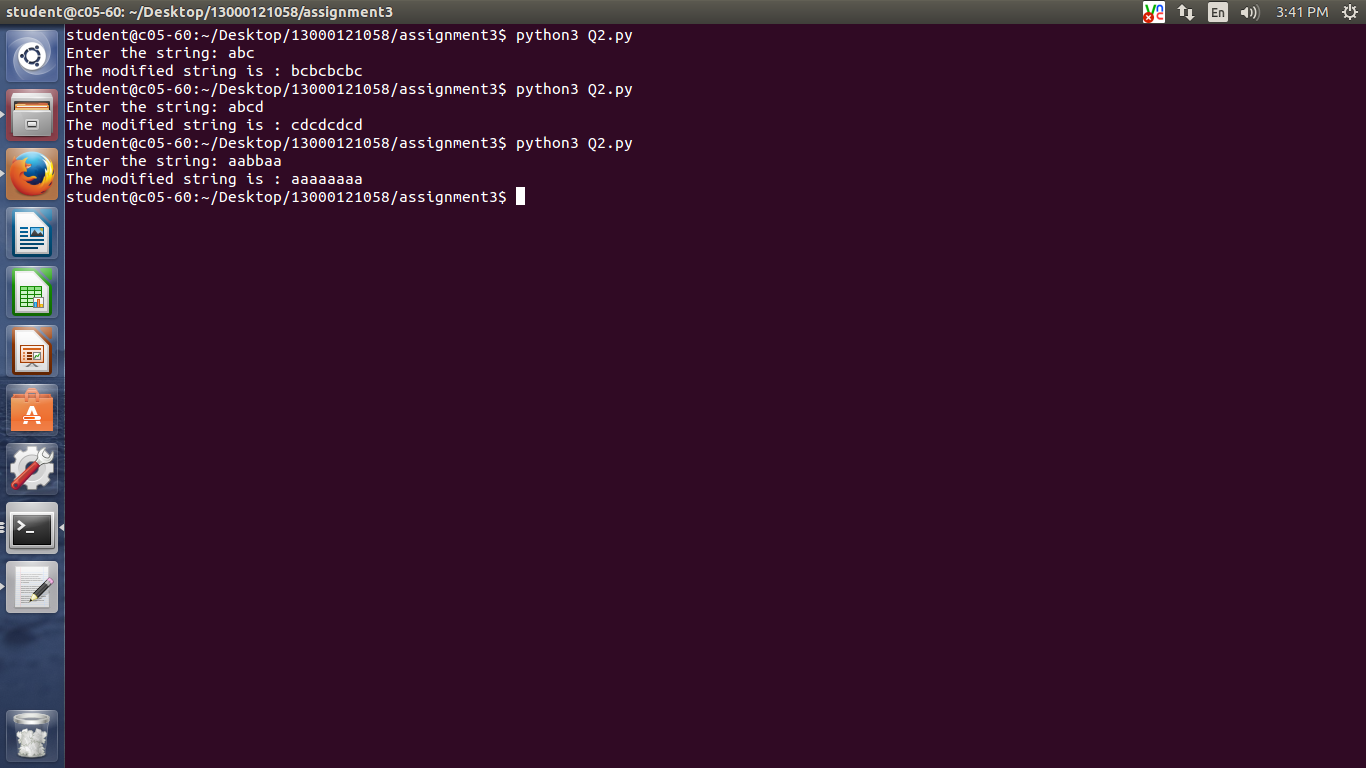 student@c05-60: ~/Desktop/13000121058/assignment3
En
3:41 PM
student@c05-60:~/Desktop/13000121058/assignment3$ python3 Q2.py
Enter the string: abc
The modified string is : bcbcbcbc
student@c05-60:~/Desktop/13000121058/assignment3$ python3 Q2.py
Enter the string: abcd
The modified string is : cdcdcdcd
student@c05-60:~/Desktop/13000121058/assignment3$ python3 Q2.py
Enter the string: aabbaa
The modified string is : aaaaaaaa
student@c05-60:~/Desktop/13000121058/assignment3$